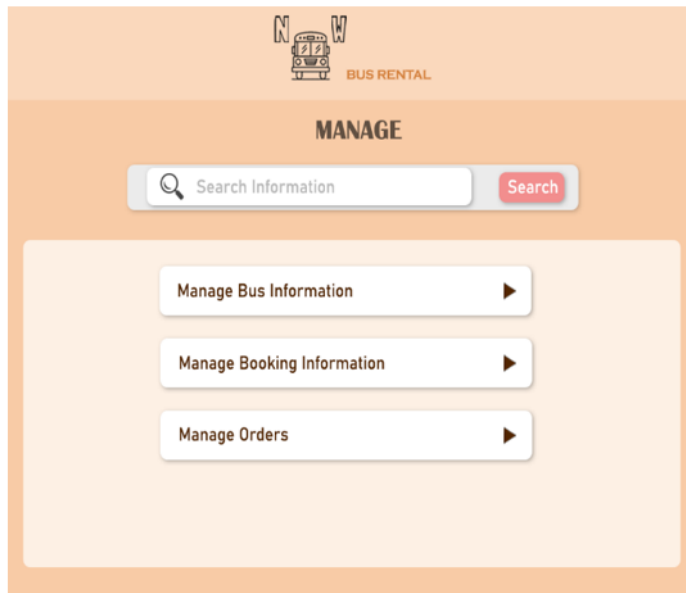 N W
BUS RENTAL
MANAGE
Search Information
Search
Manage Bus Information
Manage Booking Information
Manage Orders